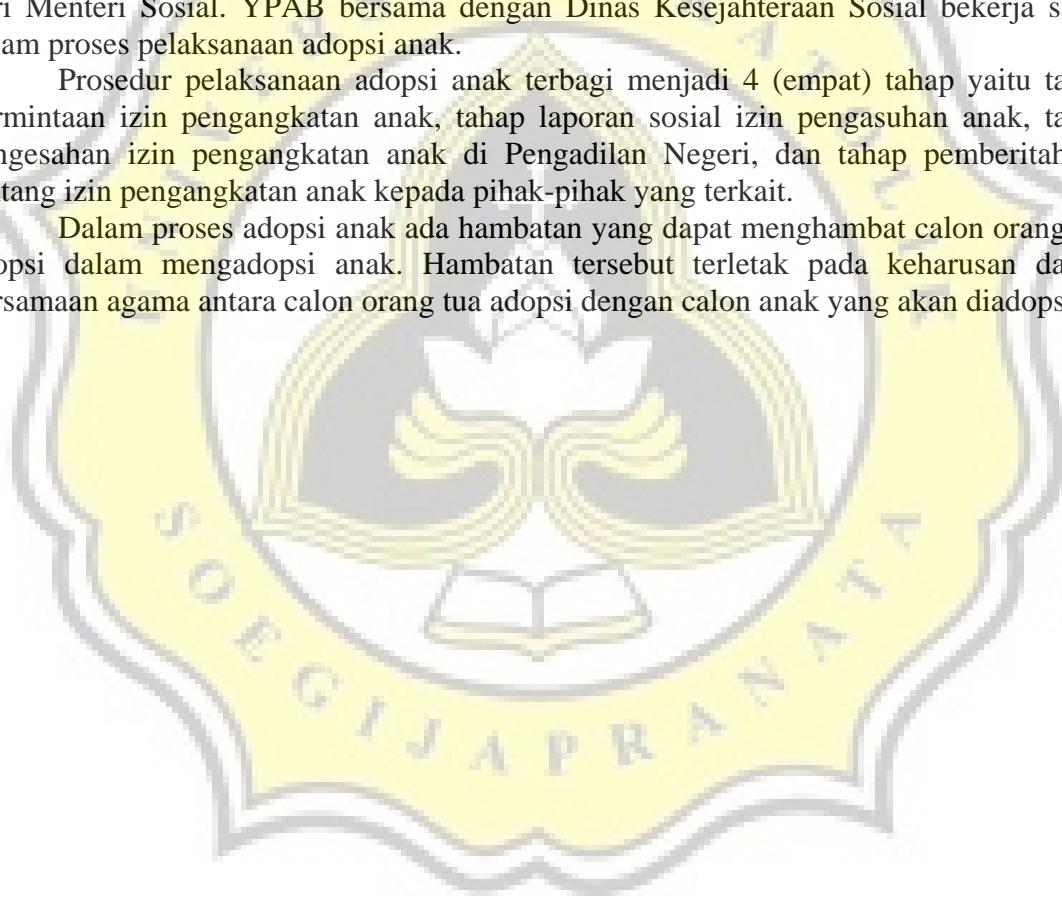 ri Menteri Sosial. YPAB bersama dengan Dinas Kesejahteraan Sosial bekerja s
am proses pelaksanaan adopsi anak.
Prosedur pelaksanaan adopsi anak terbagi menjadi 4 (empat) tahap yaitu ta
rmintaan izin pengangkatan anak, tahap laporan sosial izin pengasuhan anak, ta
ngesahan izin pengangkatan anak di Pengadilan Negeri, dan tahap pemberitah
tang izin pengangkatan anak kepada pihak-pihak yang terkait.
Dalam proses adopsi anak ada hambatan yang dapat menghambat calon orang
opsi dalam mengadopsi anak. Hambatan tersebut terletak pada keharusan da
rsamaan agama antara calon orang tua adopsi dengan calon anak yang akan diadops
SOEGIJAPRANATA